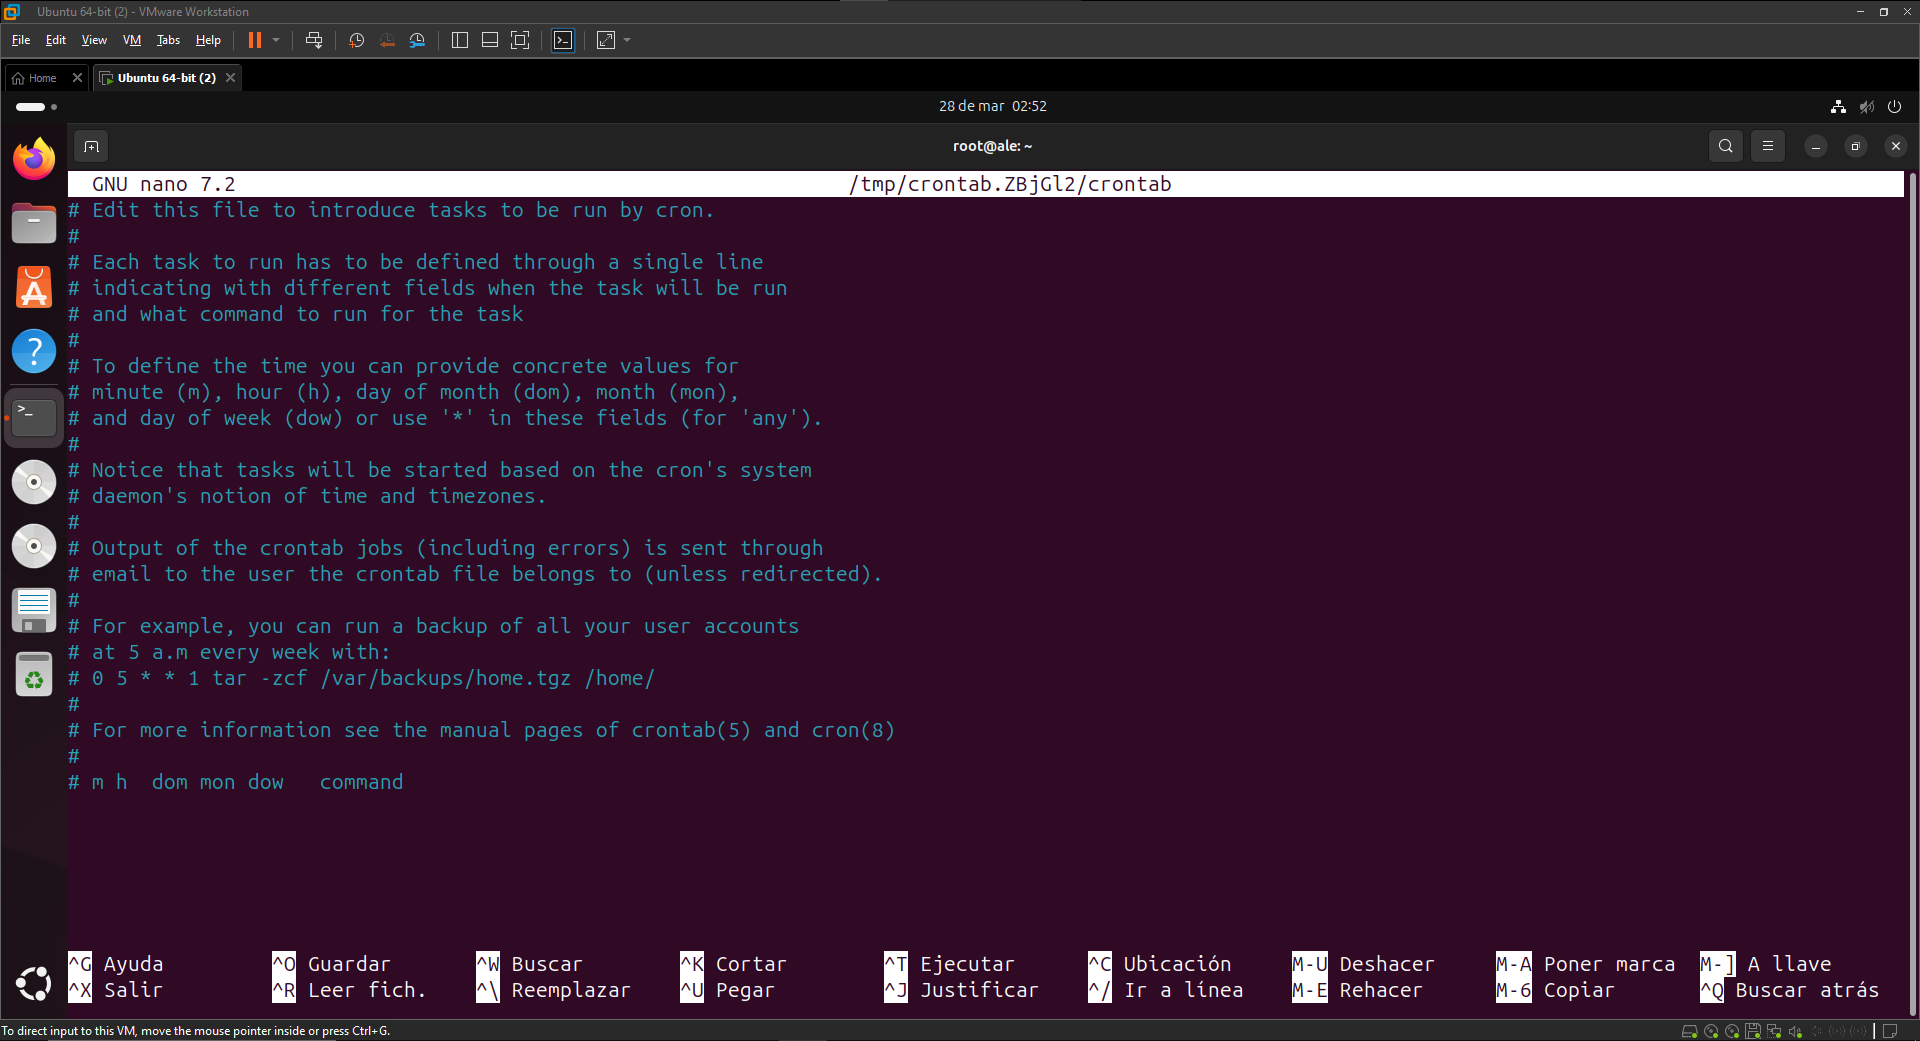 Ubuntu 64-bit (2) - VMware Workstation
File Edit View VM Tabs Help
Home
Ubuntu 64-bit (2)
28 de mar 02:52
root@ale: ~
GNU nano 7.2 /tmp/crontab.ZBjGl2/crontab
# Edit this file to introduce tasks to be run by cron.
#
# Each task to run has to be defined through a single line
# indicating with different fields when the task will be run
# and what command to run for the task
#
# To define the time you can provide concrete values for
# minute (m), hour (h), day of month (dom), month (mon),
# and day of week (dow) or use '*' in these fields (for 'any').
#
# Notice that tasks will be started based on the cron's system
# daemon's notion of time and timezones.
#
# Output of the crontab jobs (including errors) is sent through
# email to the user the crontab file belongs to (unless redirected).
#
# For example, you can run a backup of all your user accounts
# at 5 a.m every week with:
# 0 5 * * 1 tar -zcf /var/backups/home.tgz /home/
#
# For more information see the manual pages of crontab(5) and cron(8)
#
# m h  dom mon dow   command
^G Ayuda ^O Guardar ^W Buscar ^K Cortar ^T Ejecutar ^C Ubicación M-U Deshacer M-A Poner marca M-] A llave
^X Salir ^R Leer fich. ^\ Reemplazar ^U Pegar ^J Justificar ^/ Ir a línea M-E Rehacer M-6 Copiar ^Q Buscar atrás
To direct input to this VM, move the mouse pointer inside or press Ctrl+G.